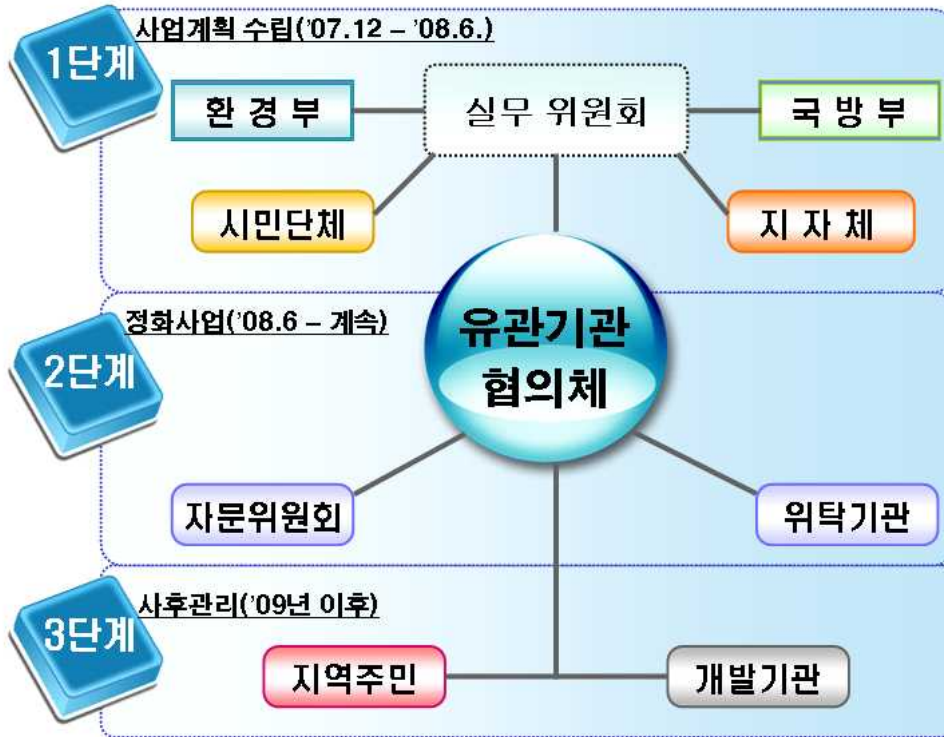 사업계획 수립('07.12 – '08.6.)
1단계
환 경 부
실무 위원회
국 방 부
시민단체
지 자 체
정화사업('08.6 – 계속)
2단계
유관기관
협의체
자문위원회
위탁기관
사후관리('09년 이후)
3단계
지역주민
개발기관